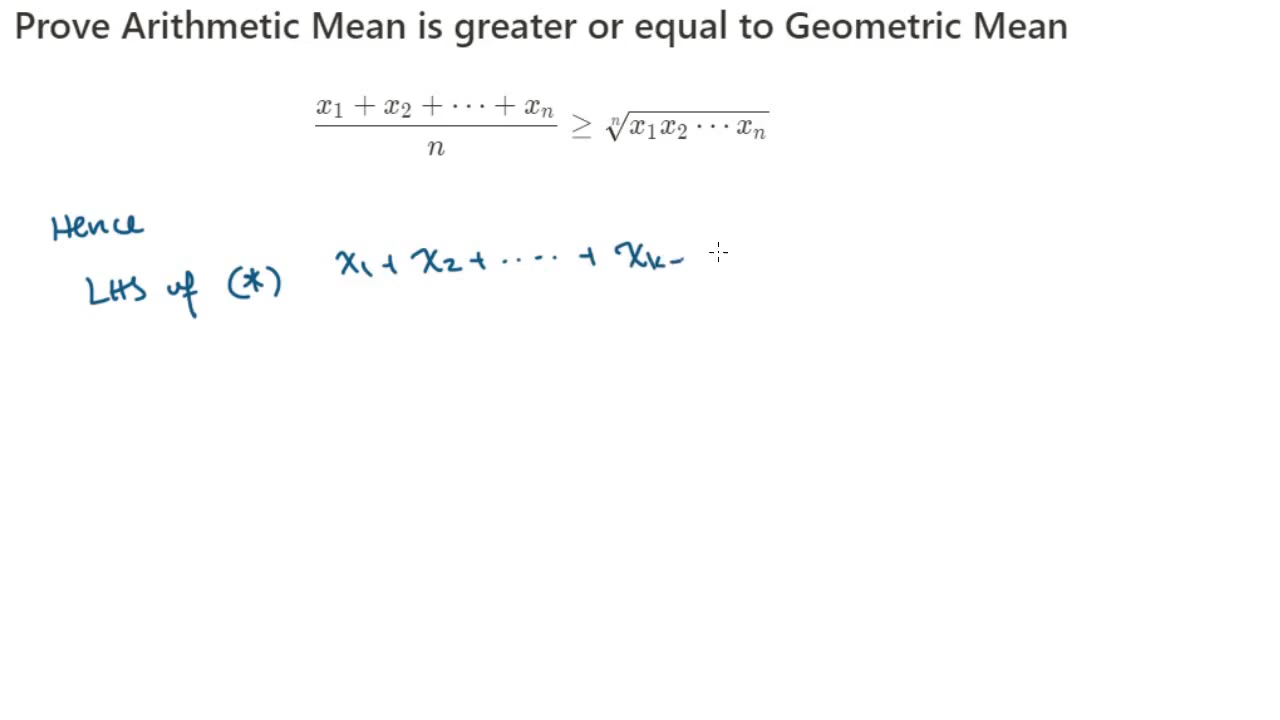 Prove Arithmetic Mean is greater or equal to Geometric Mean
x₁ + x₂ + ⋯ + xₙ / n ≥ ⁿ√x₁x₂ ⋯ xₙ
Hence
LHS of (*) x₁ + x₂ + ..... + xₖ₋